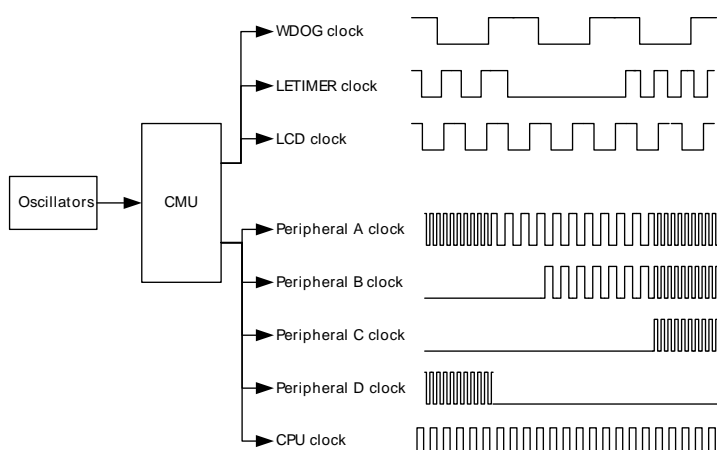 WDOG clock
LETIMER clock
LCD clock
Oscillators
CMU
Peripheral A clock
Peripheral B clock
Peripheral C clock
Peripheral D clock
CPU clock